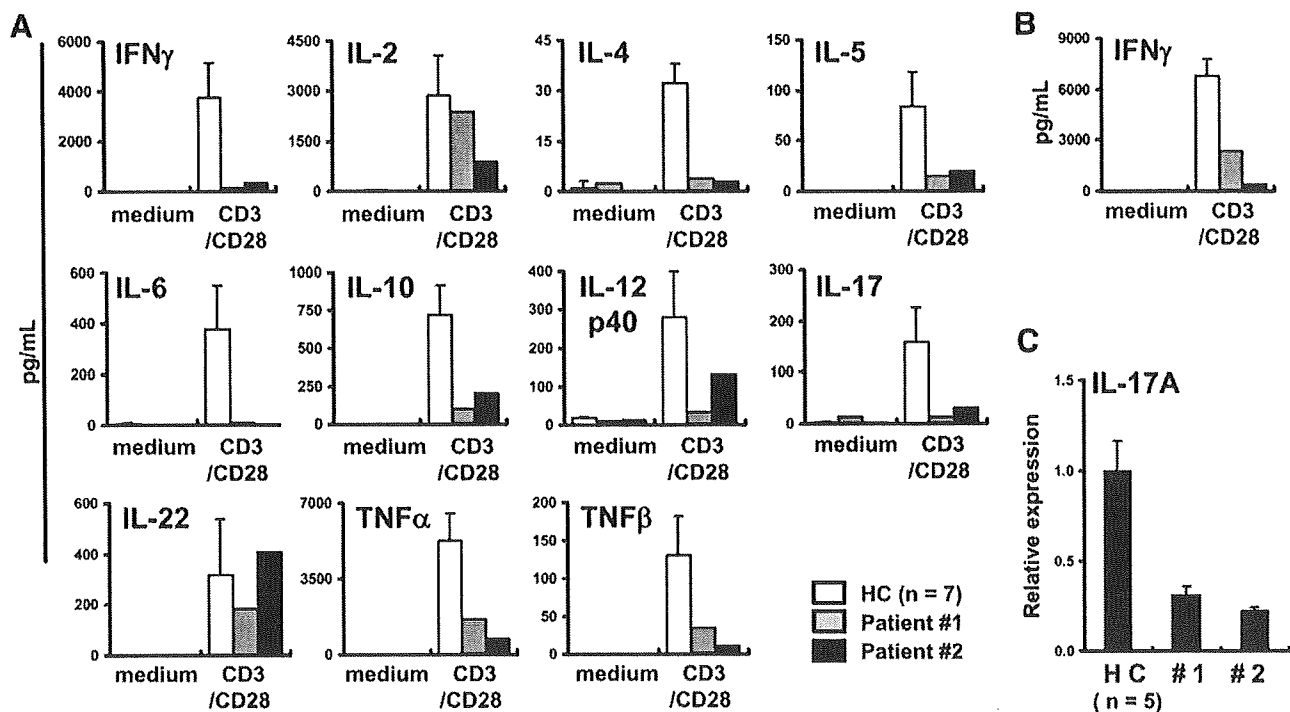 A
pg/mL
IFNγ
6000
4000
2000
0
medium
CD3
/CD28
IL-2
4500
3000
1500
0
medium
CD3
/CD28
IL-4
45
30
15
0
medium
CD3
/CD28
IL-5
150
100
50
0
medium
CD3
/CD28
IL-6
600
400
200
0
medium
CD3
/CD28
IL-10
1000
750
500
250
0
medium
CD3
/CD28
IL-12
p40
400
300
200
100
0
medium
CD3
/CD28
IL-17
300
200
100
0
medium
CD3
/CD28
IL-22
600
400
200
0
medium
CD3
/CD28
TNFα
7000
3500
0
medium
CD3
/CD28
TNFβ
200
150
100
50
0
medium
CD3
/CD28
HC (n = 7)
Patient #1
Patient #2
B
IFNγ
pg/mL
9000
6000
3000
0
medium
CD3
/CD28
C
IL-17A
Relative expression
1.5
1.0
0.5
0.0
H C
# 1
# 2
( n = 5)